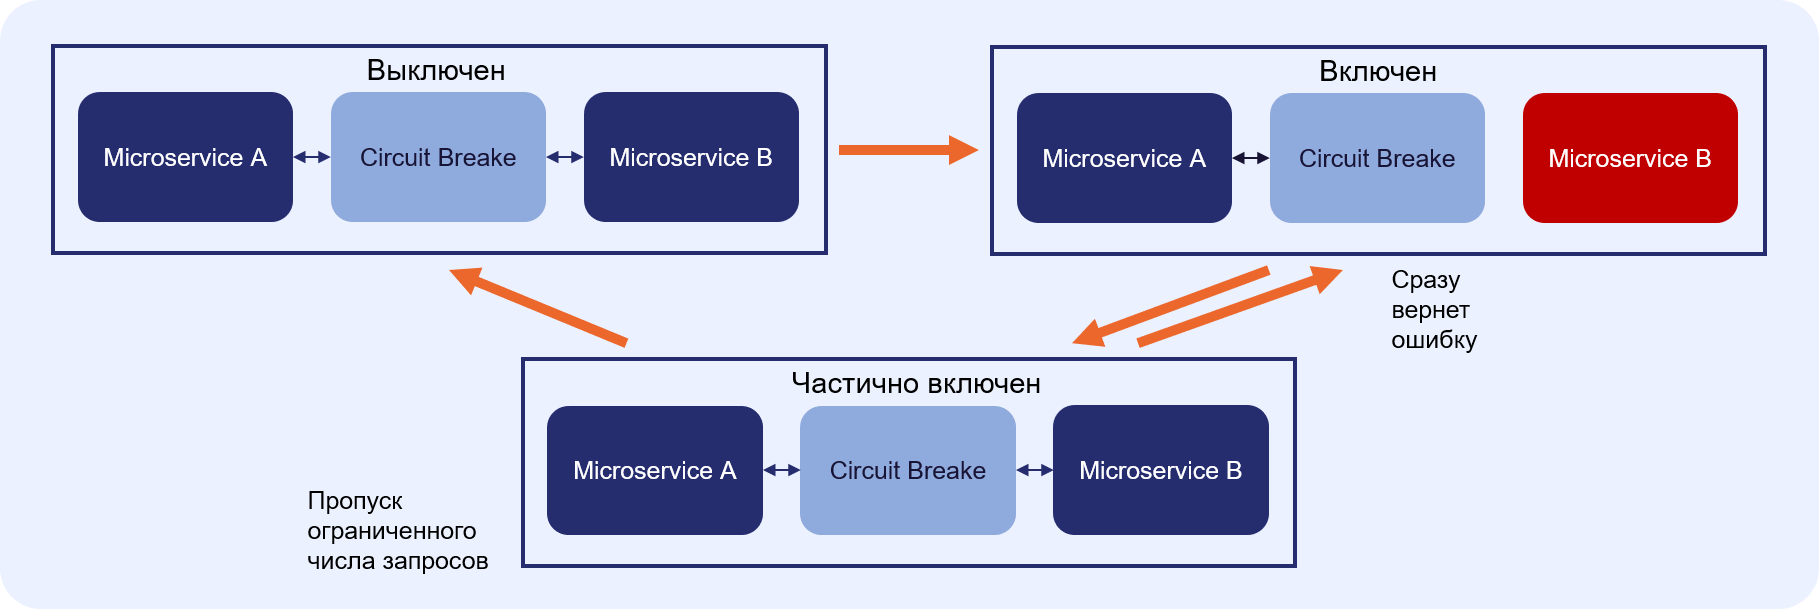 Выключен
Microservice A
Circuit Breake
Microservice B
Включен
Microservice A
Circuit Breake
Microservice B
Сразу
вернет
ошибку
Частично включен
Microservice A
Circuit Breake
Microservice B
Пропуск
ограниченного
числа запросов